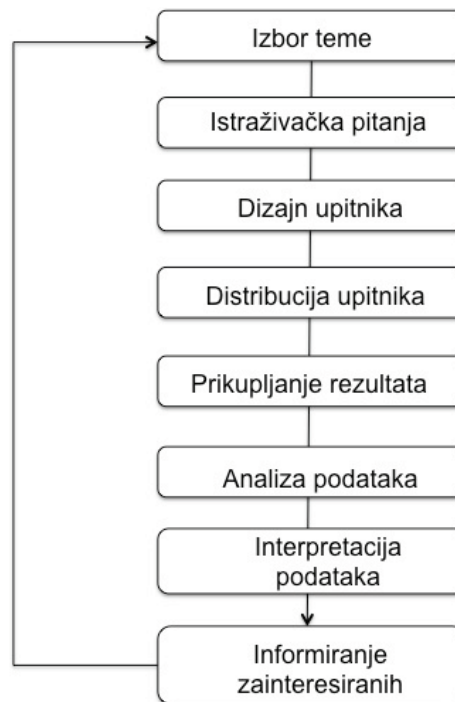 Izbor teme
Istraživačka pitanja
Dizajn upitnika
Distribucija upitnika
Prikupljanje rezultata
Analiza podataka
Interpretacija
podataka
Informiranje
zainteresiranih